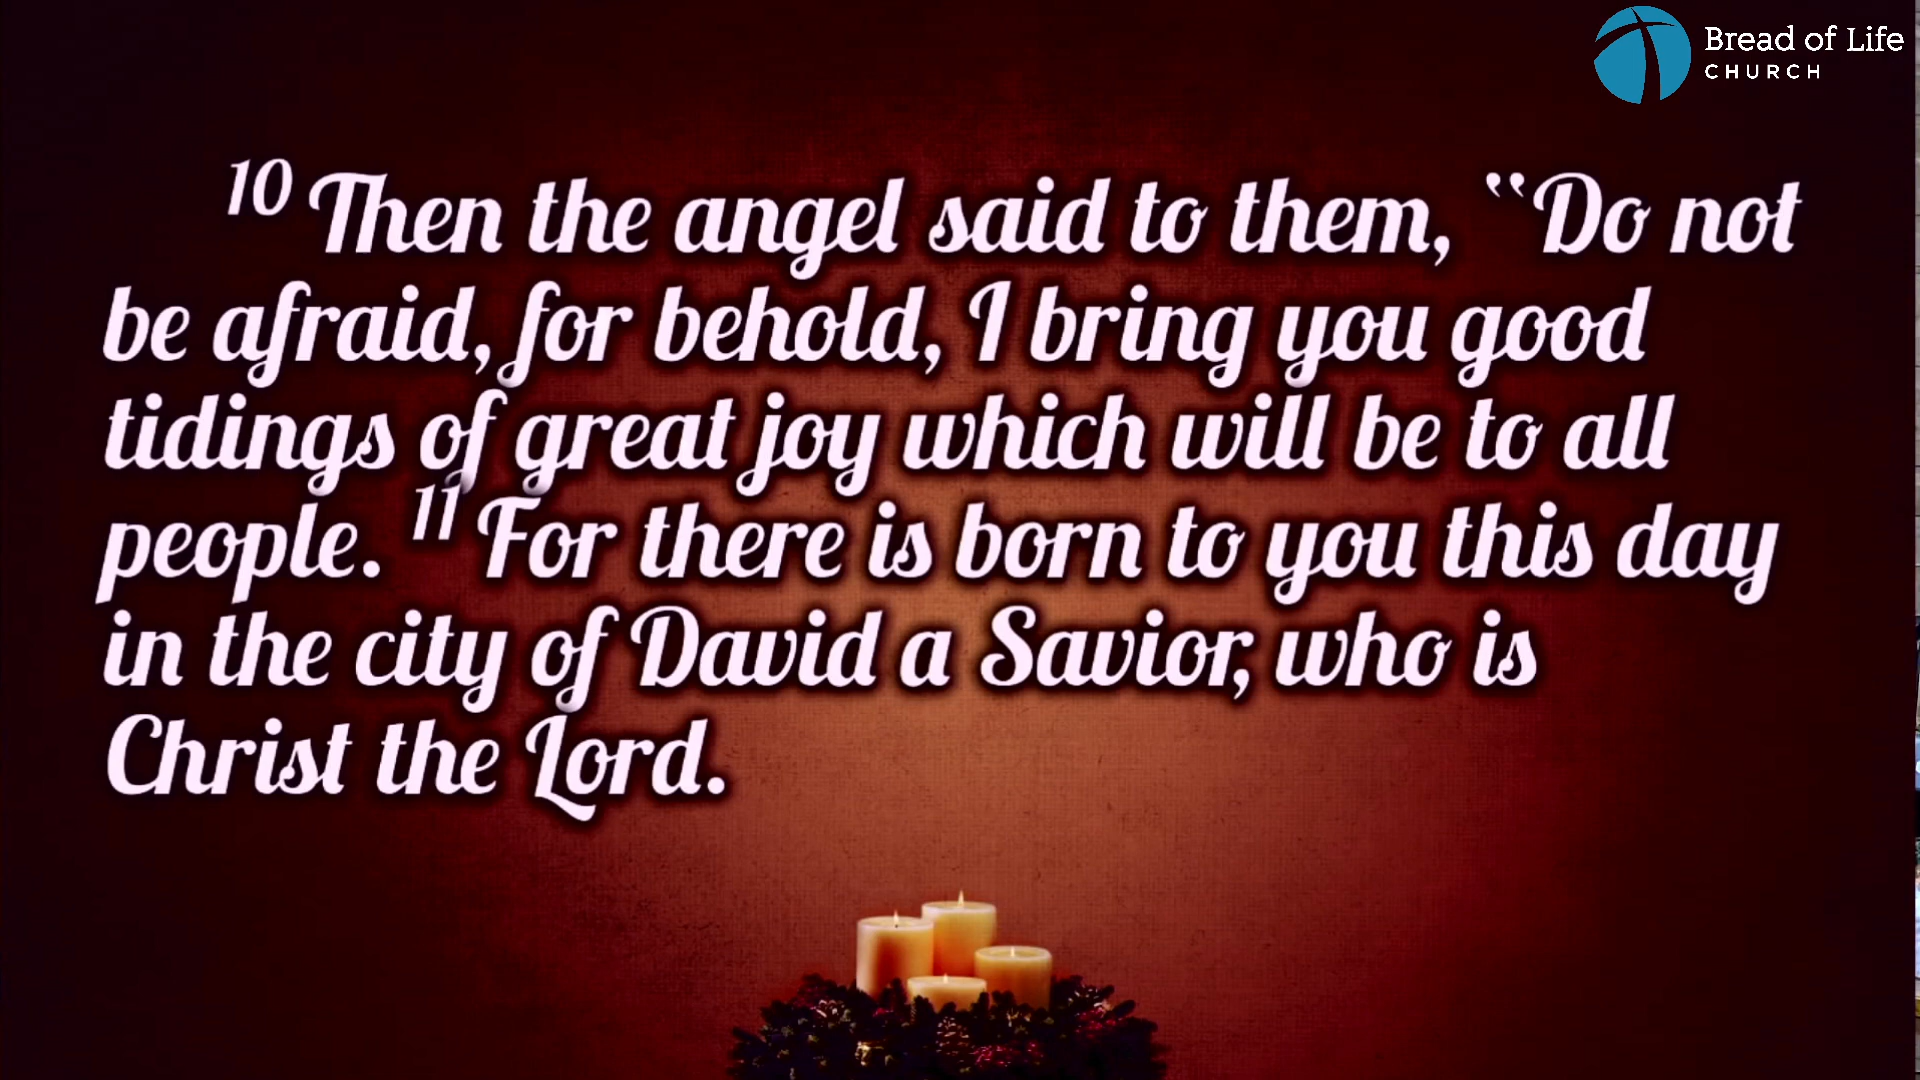 Bread of Life
CHURCH
10 Then the angel said to them, “Do not
be afraid, for behold, I bring you good
tidings of great joy which will be to all
people. 11 For there is born to you this day
in the city of David a Savior, who is
Christ the Lord.